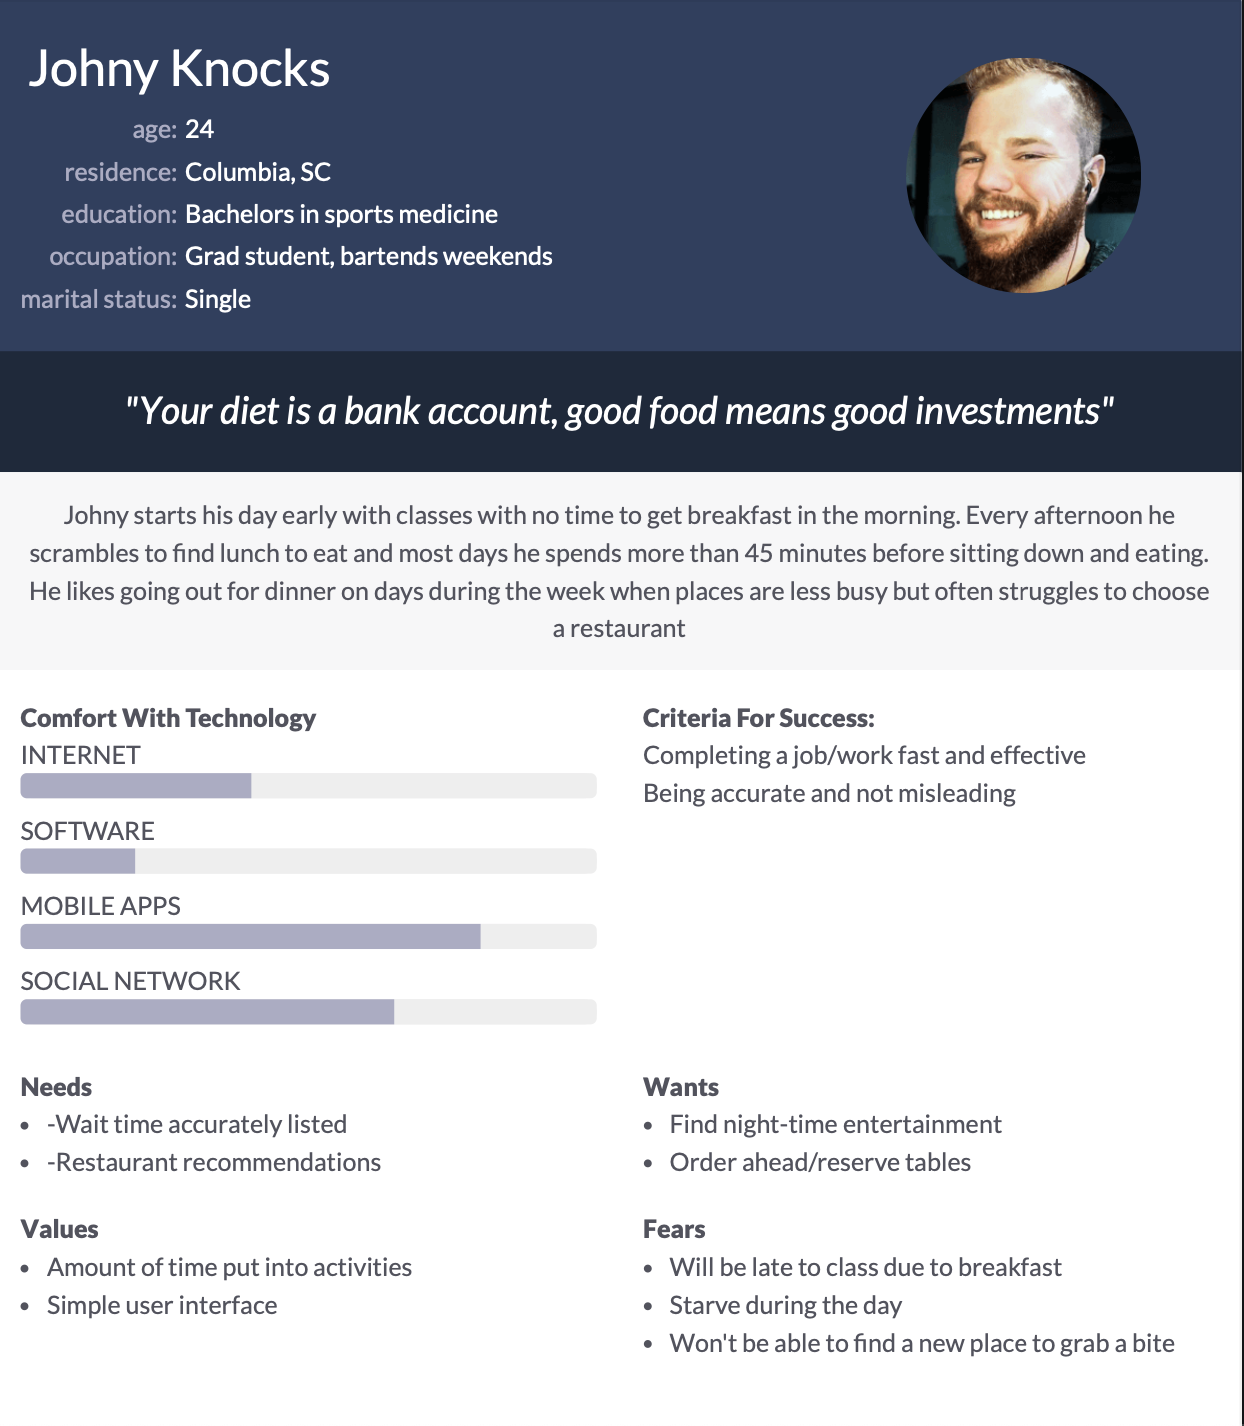 Johny Knocks
age: 24
residence: Columbia, SC
education: Bachelors in sports medicine
occupation: Grad student, bartends weekends
marital status: Single
"Your diet is a bank account, good food means good investments"
Johny starts his day early with classes with no time to get breakfast in the morning. Every afternoon he
scrambles to find lunch to eat and most days he spends more than 45 minutes before sitting down and eating.
He likes going out for dinner on days during the week when places are less busy but often struggles to choose
a restaurant
Comfort With Technology
INTERNET
SOFTWARE
MOBILE APPS
SOCIAL NETWORK
Criteria For Success:
Completing a job/work fast and effective
Being accurate and not misleading
Needs
• -Wait time accurately listed
• -Restaurant recommendations
Wants
• Find night-time entertainment
• Order ahead/reserve tables
Values
• Amount of time put into activities
• Simple user interface
Fears
• Will be late to class due to breakfast
• Starve during the day
• Won't be able to find a new place to grab a bite